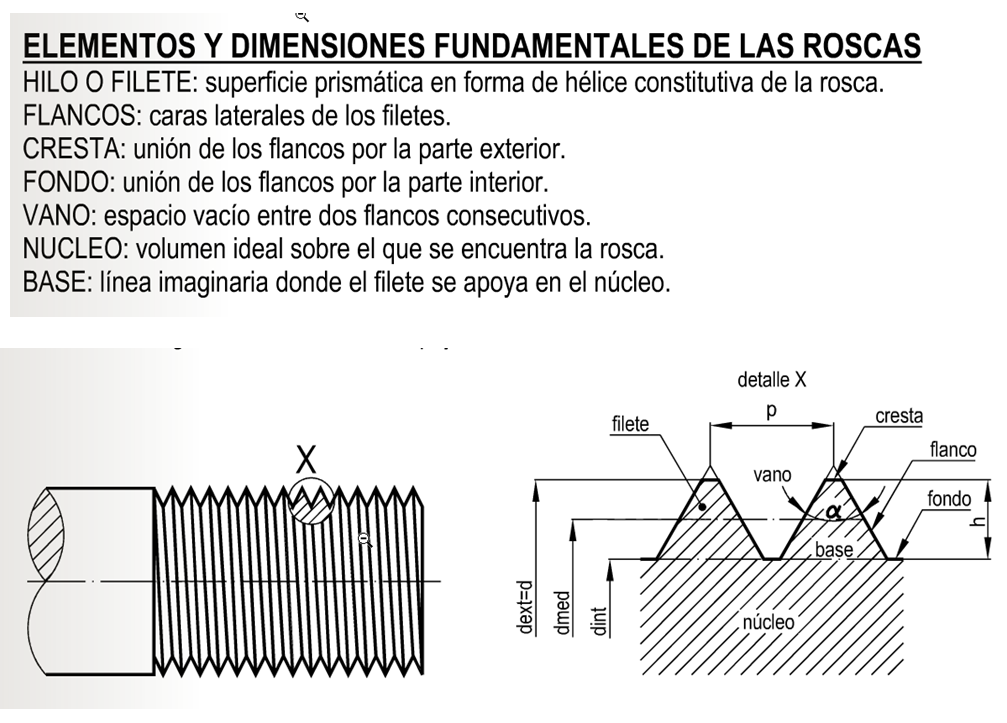 ELEMENTOS Y DIMENSIONES FUNDAMENTALES DE LAS ROSCAS
HILO O FILETE: superficie prismática en forma de hélice constitutiva de la rosca.
FLANCOS: caras laterales de los filetes.
CRESTA: unión de los flancos por la parte exterior.
FONDO: unión de los flancos por la parte interior.
VANO: espacio vacío entre dos flancos consecutivos.
NUCLEO: volumen ideal sobre el que se encuentra la rosca.
BASE: línea imaginaria donde el filete se apoya en el núcleo.
detalle X
p
filete
cresta
X
flanco
vano
fondo
α
h
base
dext=d
dmed
dint
núcleo